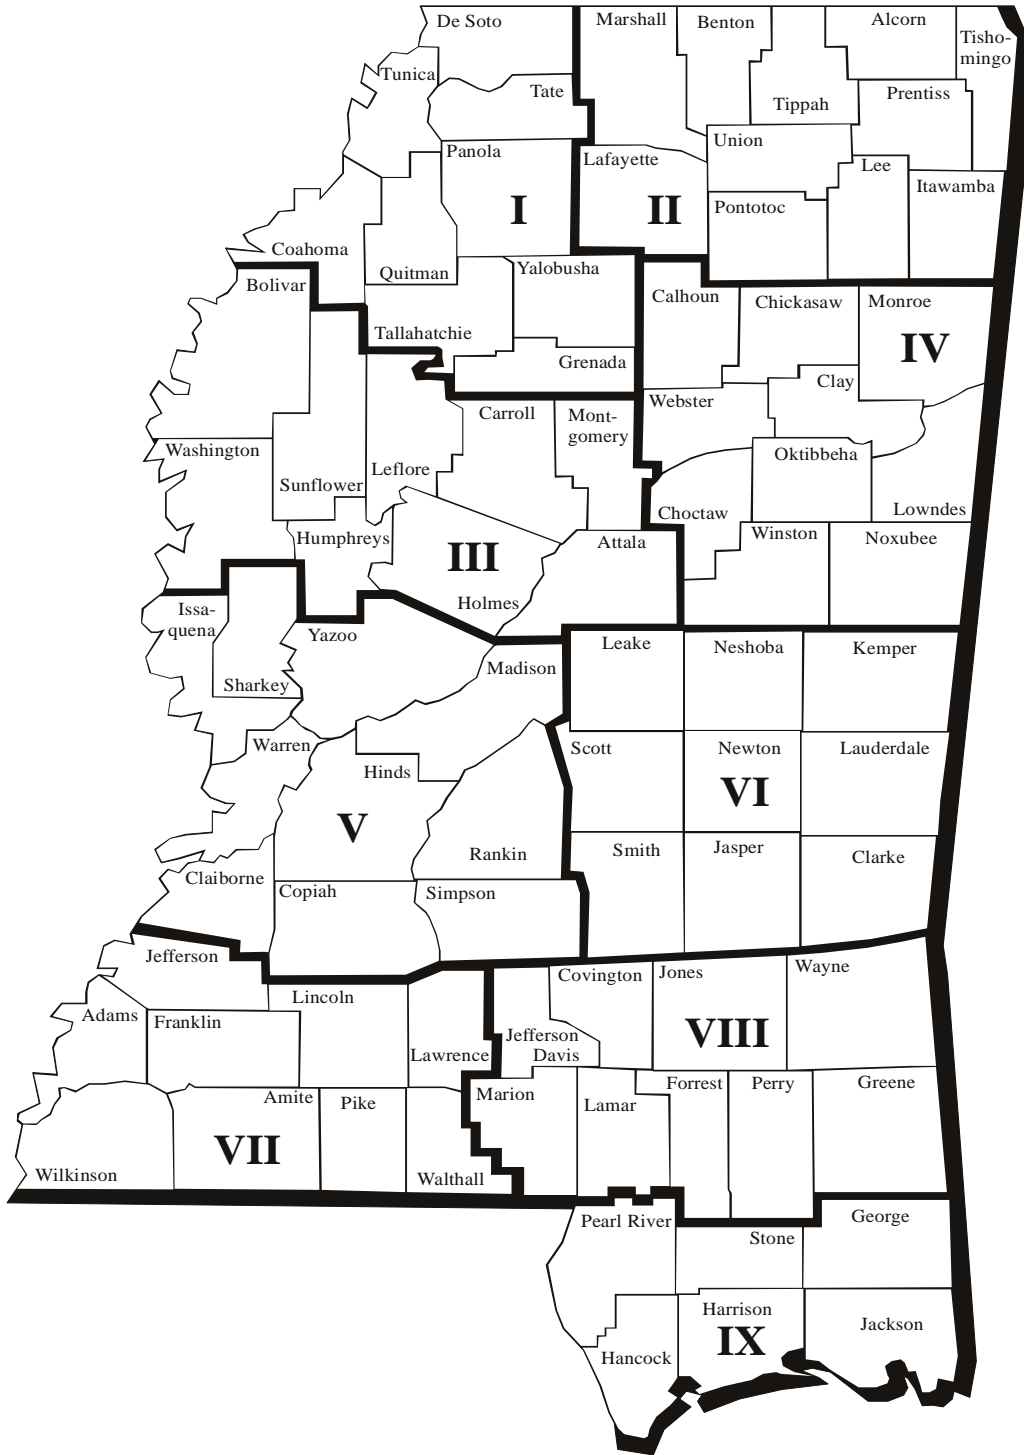 De Soto
Marshall
Benton
Alcorn
Tisho-
mingo
Tunica
Tate
Tippah
Prentiss
Panola
Lafayette
Union
Lee
Itawamba
I
II
Pontotoc
Coahoma
Quitman
Yalobusha
Bolivar
Calhoun
Chickasaw
Monroe
Tallahatchie
IV
Grenada
Clay
Webster
Carroll
Mont-
gomery
Washington
Leflore
Oktibbeha
Sunflower
Choctaw
Lowndes
Humphreys
Attala
Winston
Noxubee
III
Holmes
Issa-
quena
Yazoo
Leake
Neshoba
Kemper
Madison
Sharkey
Warren
Scott
Newton
Lauderdale
Hinds
VI
V
Rankin
Smith
Jasper
Clarke
Claiborne
Copiah
Simpson
Jefferson
Covington
Jones
Wayne
Lincoln
Adams
Franklin
Jefferson
Davis
VIII
Lawrence
Amite
Pike
Marion
Lamar
Forrest
Perry
Greene
VII
Wilkinson
Walthall
Pearl River
George
Stone
Harrison
Jackson
IX
Hancock